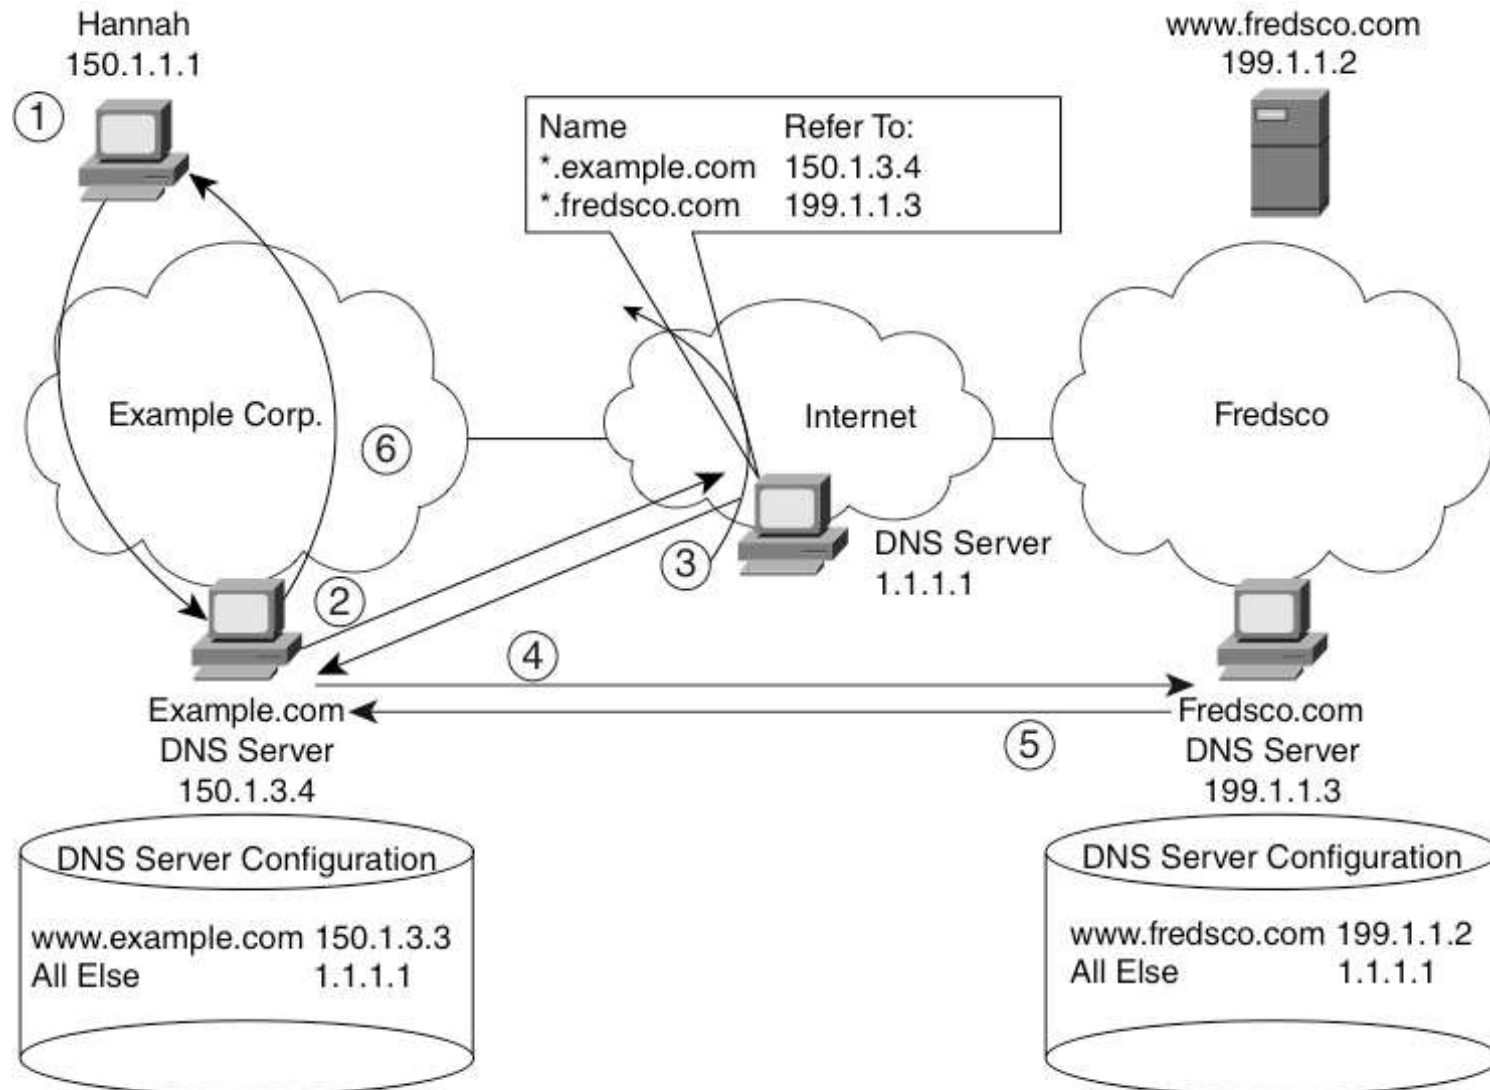 Hannah
150.1.1.1
www.fredsco.com
199.1.1.2
1
Name Refer To:
*.example.com 150.1.3.4
*.fredsco.com 199.1.1.3
Example Corp.
Internet
Fredsco
6
3
DNS Server
1.1.1.1
2
4
5
Example.com
DNS Server
150.1.3.4
Fredsco.com
DNS Server
199.1.1.3
DNS Server Configuration
www.example.com 150.1.3.3
All Else 1.1.1.1
DNS Server Configuration
www.fredsco.com 199.1.1.2
All Else 1.1.1.1